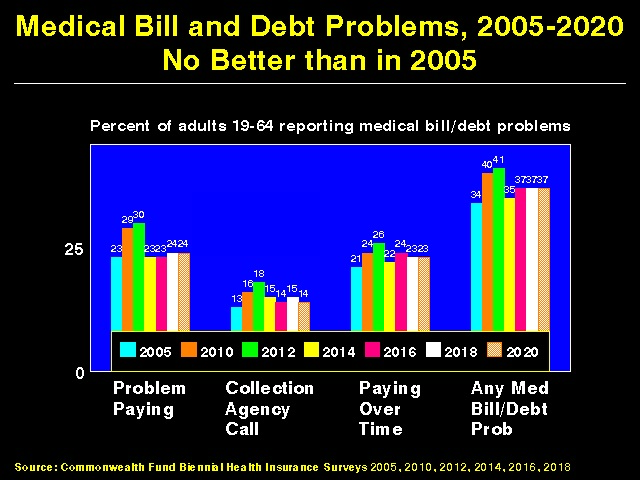 Medical Bill and Debt Problems, 2005-2020
No Better than in 2005
Percent of adults 19-64 reporting medical bill/debt problems
23 29 30 23 23 24 24
13 16 18 15 14 15 14
21 24 26 22 24 23 23
34 40 41 35 37 37 37
25
0
2005 2010 2012 2014 2016 2018 2020
Problem
Paying
Collection
Agency
Call
Paying
Over
Time
Any Med
Bill/Debt
Prob
Source: Commonwealth Fund Biennial Health Insurance Surveys 2005, 2010, 2012, 2014, 2016, 2018